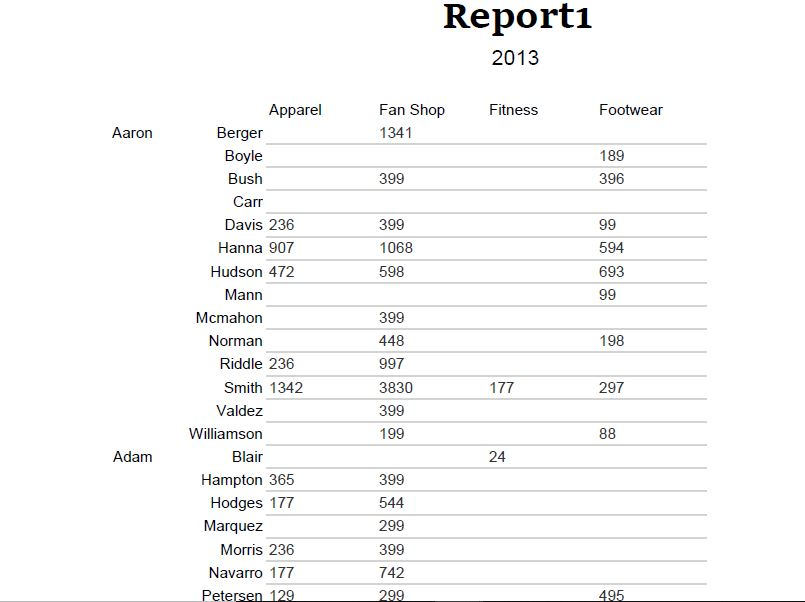 Report1
2013
Apparel Fan Shop Fitness Footwear
Aaron Berger 1341
Boyle 189
Bush 399 396
Carr
Davis 236 399 99
Hanna 907 1068 594
Hudson 472 598 693
Mann 99
Mcmahon 399
Norman 448 198
Riddle 236 997
Smith 1342 3830 177 297
Valdez 399
Williamson 199 88
Adam Blair 24
Hampton 365 399
Hodges 177 544
Marquez 299
Morris 236 399
Navarro 177 742
Petersen 129 299 495